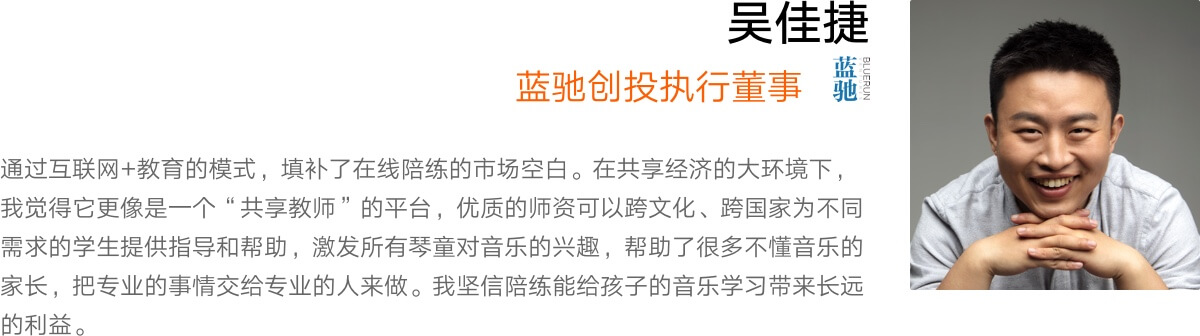 吴佳捷
蓝驰创投执行董事
蓝驰
BLUERUN
通过互联网+教育的模式，填补了在线陪练的市场空白。在共享经济的大环境下，
我觉得它更像是一个“共享教师”的平台，优质的师资可以跨文化、跨国家为不同
需求的学生提供指导和帮助，激发所有琴童对音乐的兴趣，帮助了很多不懂音乐的
家长，把专业的事情交给专业的人来做。我坚信陪练能给孩子的音乐学习带来长远
的利益。